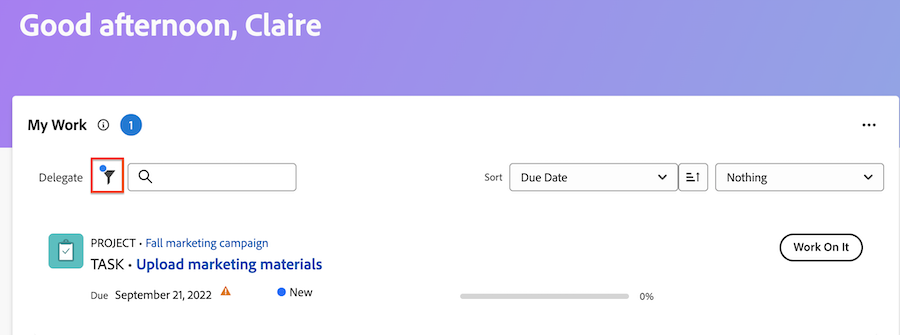 Good afternoon, Claire
My Work 1
Delegate Sort Due Date Nothing
PROJECT • Fall marketing campaign
TASK • Upload marketing materials Work On It
Due September 21, 2022 New 0%